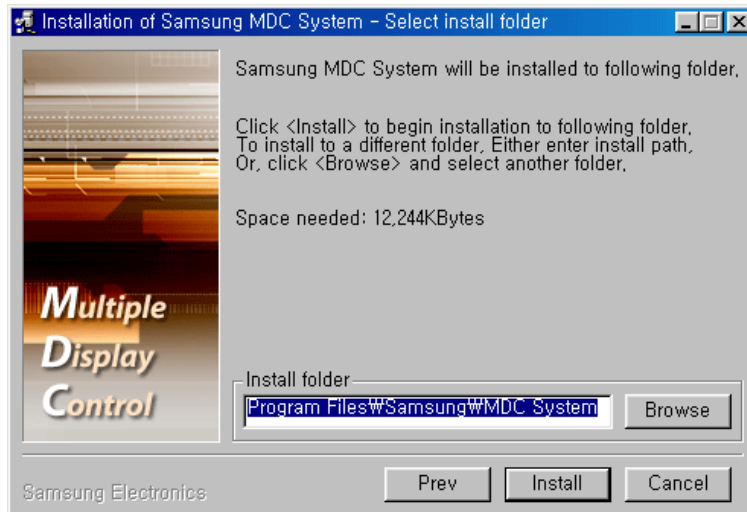 Installation of Samsung MDC System - Select install folder
Samsung MDC System will be installed to following folder,
Click <Install> to begin installation to following folder,
To install to a different folder, Either enter install path,
Or, click <Browse> and select another folder,
Space needed: 12,244KBytes
Multiple
Display
Control
Install folder
Program Files₩Samsung₩MDC System
Browse
Samsung Electronics
Prev
Install
Cancel